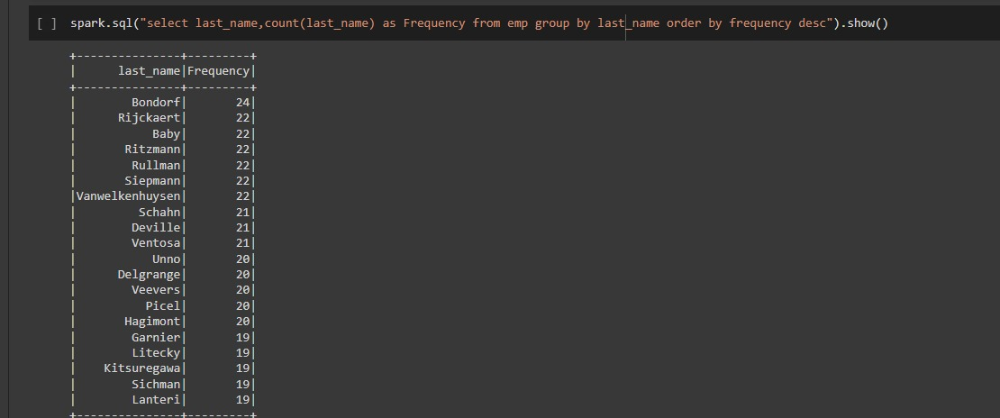 [ ] spark.sql("select last_name,count(last_name) as Frequency from emp group by last_name order by frequency desc").show()
+---------------+---------+
|      last_name|Frequency|
+---------------+---------+
|        Bondorf|       24|
|      Rijckaert|       22|
|           Baby|       22|
|       Ritzmann|       22|
|        Rullman|       22|
|       Siepmann|       22|
|Vanwelkenhuysen|       22|
|         Schahn|       21|
|        Deville|       21|
|        Ventosa|       21|
|           Unno|       20|
|      Delgrange|       20|
|        Veevers|       20|
|          Picel|       20|
|       Hagimont|       20|
|        Garnier|       19|
|        Litecky|       19|
|    Kitsuregawa|       19|
|        Sichman|       19|
|        Lanteri|       19|
+---------------+---------+